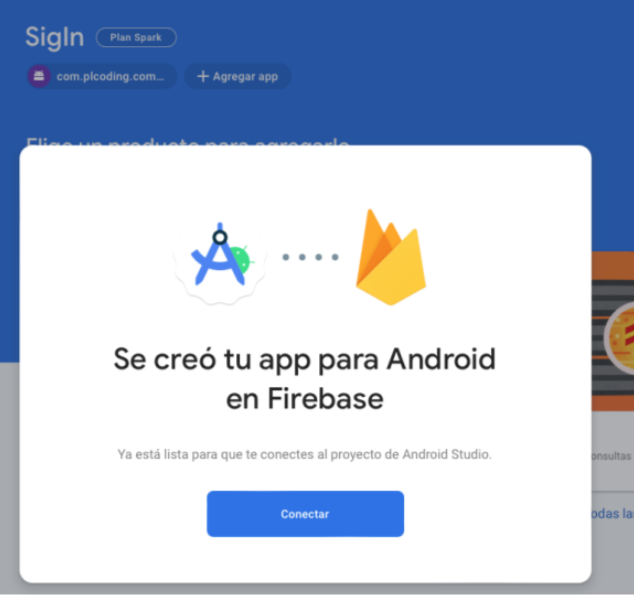 SigIn
Plan Spark
com.plcoding.com...
+ Agregar app
Elige un producto para agregarlo
Se creó tu app para Android
en Firebase
Ya está lista para que te conectes al proyecto de Android Studio.
Conectar
onsultas
odas la